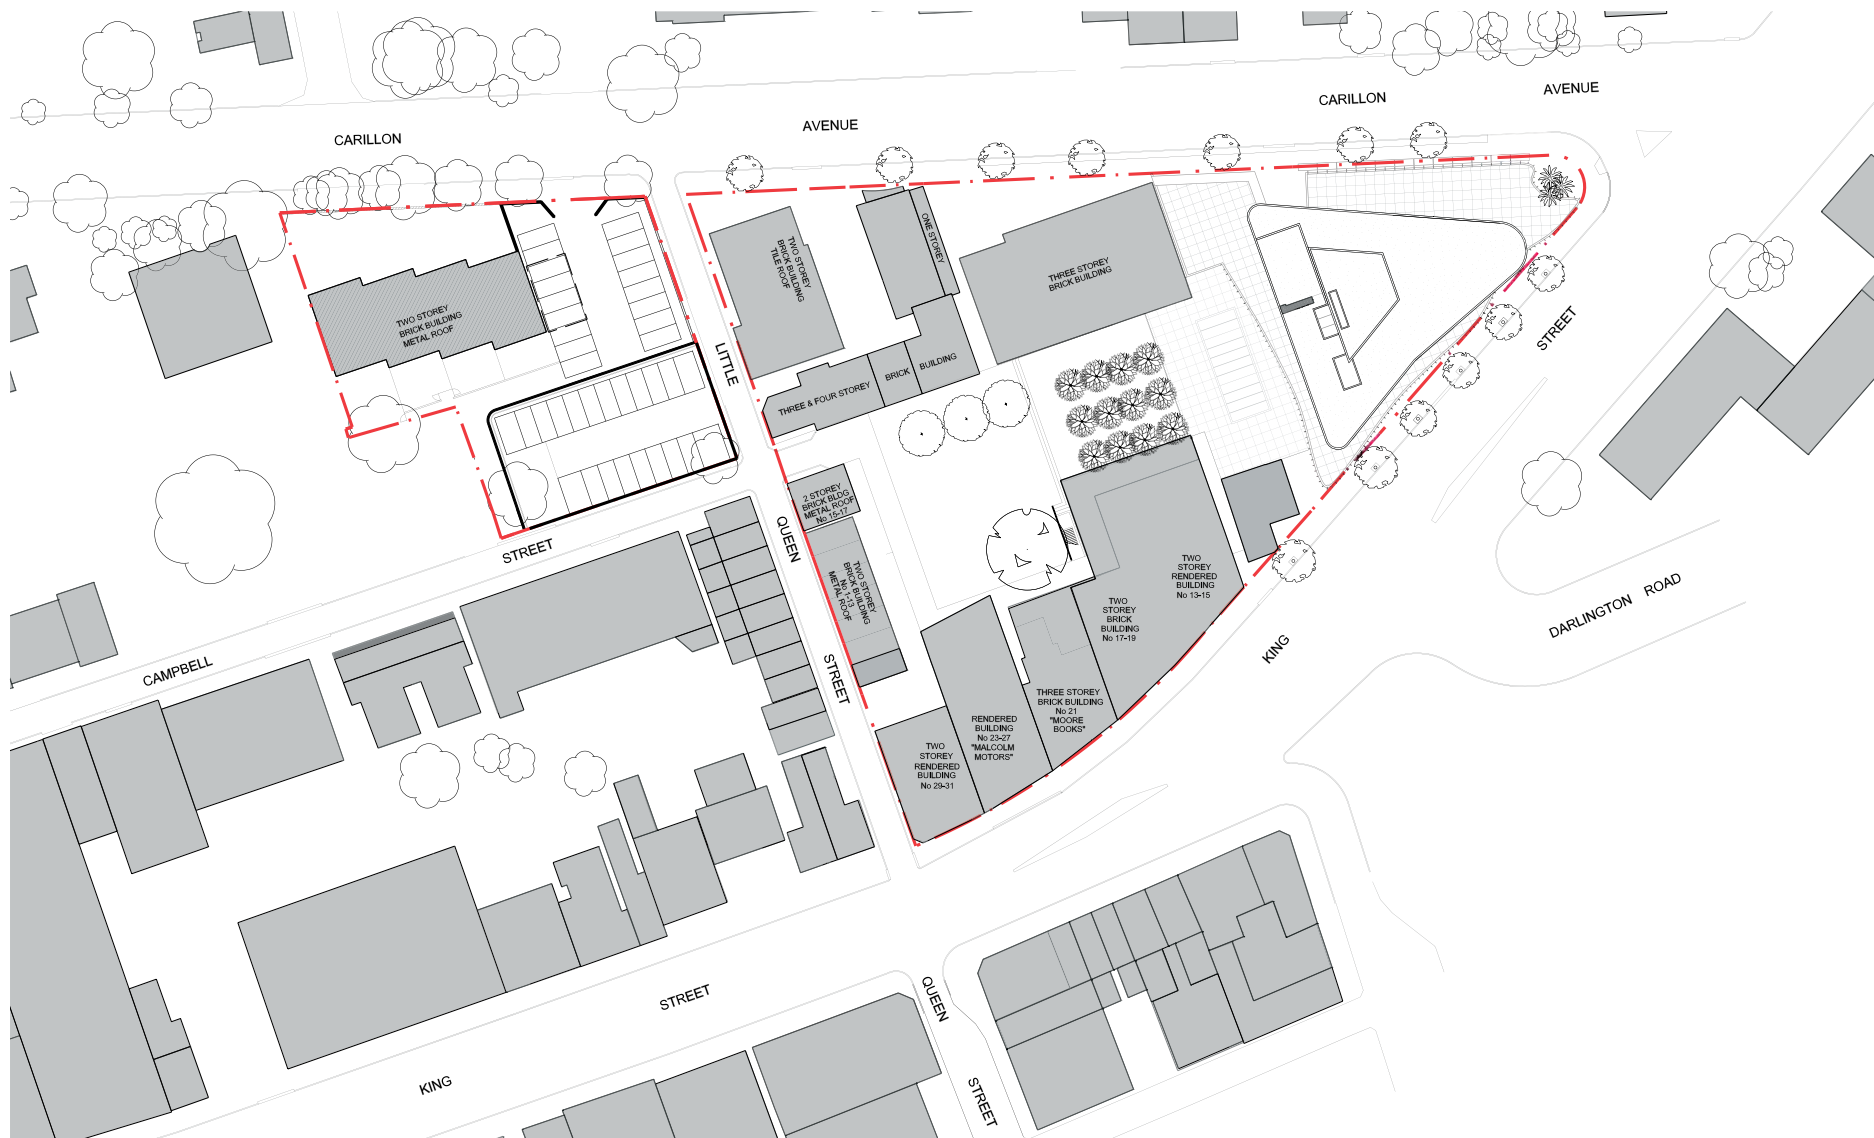 CARILLON
AVENUE
CARILLON
AVENUE
ONE STOREY
TWO STOREY
BRICK BUILDING
TILE ROOF
THREE STOREY
BRICK BUILDING
TWO STOREY
BRICK BUILDING
METAL ROOF
LITTLE
THREE & FOUR STOREY
BRICK
BUILDING
STREET
2 STOREY
BRICK BLDG
METAL ROOF
No 15-17
QUEEN
STREET
TWO STOREY
BRICK BUILDING
No 1-13
METAL ROOF
TWO
STOREY
RENDERED
BUILDING
No 13-15
TWO
STOREY
BRICK
BUILDING
No 17-19
DARLINGTON ROAD
KING
CAMPBELL
STREET
THREE STOREY
BRICK BUILDING
No 21
"MOORE
BOOKS"
RENDERED
BUILDING
No 23-27
"MALCOLM
MOTORS"
TWO
STOREY
RENDERED
BUILDING
No 29-31
STREET
QUEEN
KING
STREET